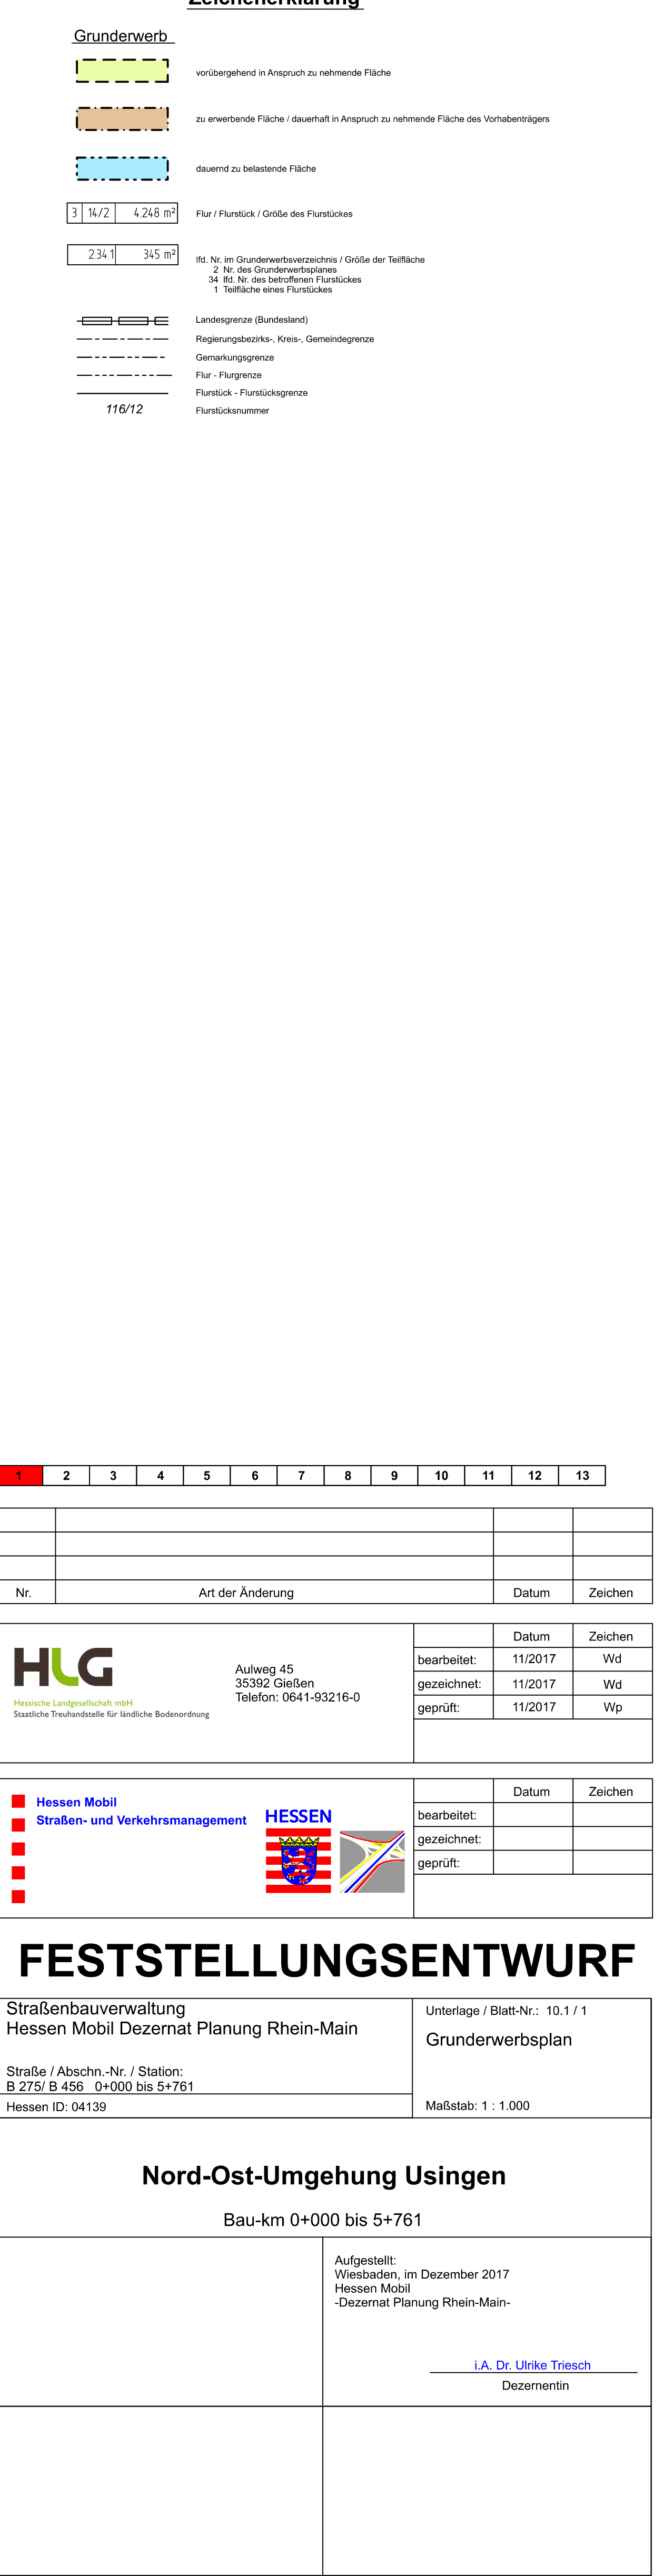 Zeichenerklärung
Grunderwerb
vorübergehend in Anspruch zu nehmende Fläche
zu erwerbende Fläche / dauerhaft in Anspruch zu nehmende Fläche des Vorhabenträgers
dauernd zu belastende Fläche
3 14/2 4.248 m² Flur / Flurstück / Größe des Flurstückes
2.34.1 345 m² lfd. Nr. im Grunderwerbsverzeichnis / Größe der Teilfläche
2 Nr. des Grunderwerbsplanes
34 lfd. Nr. des betroffenen Flurstückes
1 Teilfläche eines Flurstückes
Landesgrenze (Bundesland)
Regierungsbezirks-, Kreis-, Gemeindegrenze
Gemarkungsgrenze
Flur - Flurgrenze
Flurstück - Flurstücksgrenze
116/12 Flurstücksnummer
1 2 3 4 5 6 7 8 9 10 11 12 13
Nr. Art der Änderung Datum Zeichen
HLG
Hessische Landgesellschaft mbH
Staatliche Treuhandstelle für ländliche Bodenordnung
Aulweg 45
35392 Gießen
Telefon: 0641-93216-0
Datum Zeichen
bearbeitet: 11/2017 Wd
gezeichnet: 11/2017 Wd
geprüft: 11/2017 Wp
Hessen Mobil
Straßen- und Verkehrsmanagement
HESSEN
Datum Zeichen
bearbeitet:
gezeichnet:
geprüft:
FESTSTELLUNGSENTWURF
Straßenbauverwaltung
Hessen Mobil Dezernat Planung Rhein-Main
Straße / Abschn.-Nr. / Station:
B 275/ B 456 0+000 bis 5+761
Hessen ID: 04139
Unterlage / Blatt-Nr.: 10.1 / 1
Grunderwerbsplan
Maßstab: 1 : 1.000
Nord-Ost-Umgehung Usingen
Bau-km 0+000 bis 5+761
Aufgestellt:
Wiesbaden, im Dezember 2017
Hessen Mobil
-Dezernat Planung Rhein-Main-
i.A. Dr. Ulrike Triesch
Dezernentin